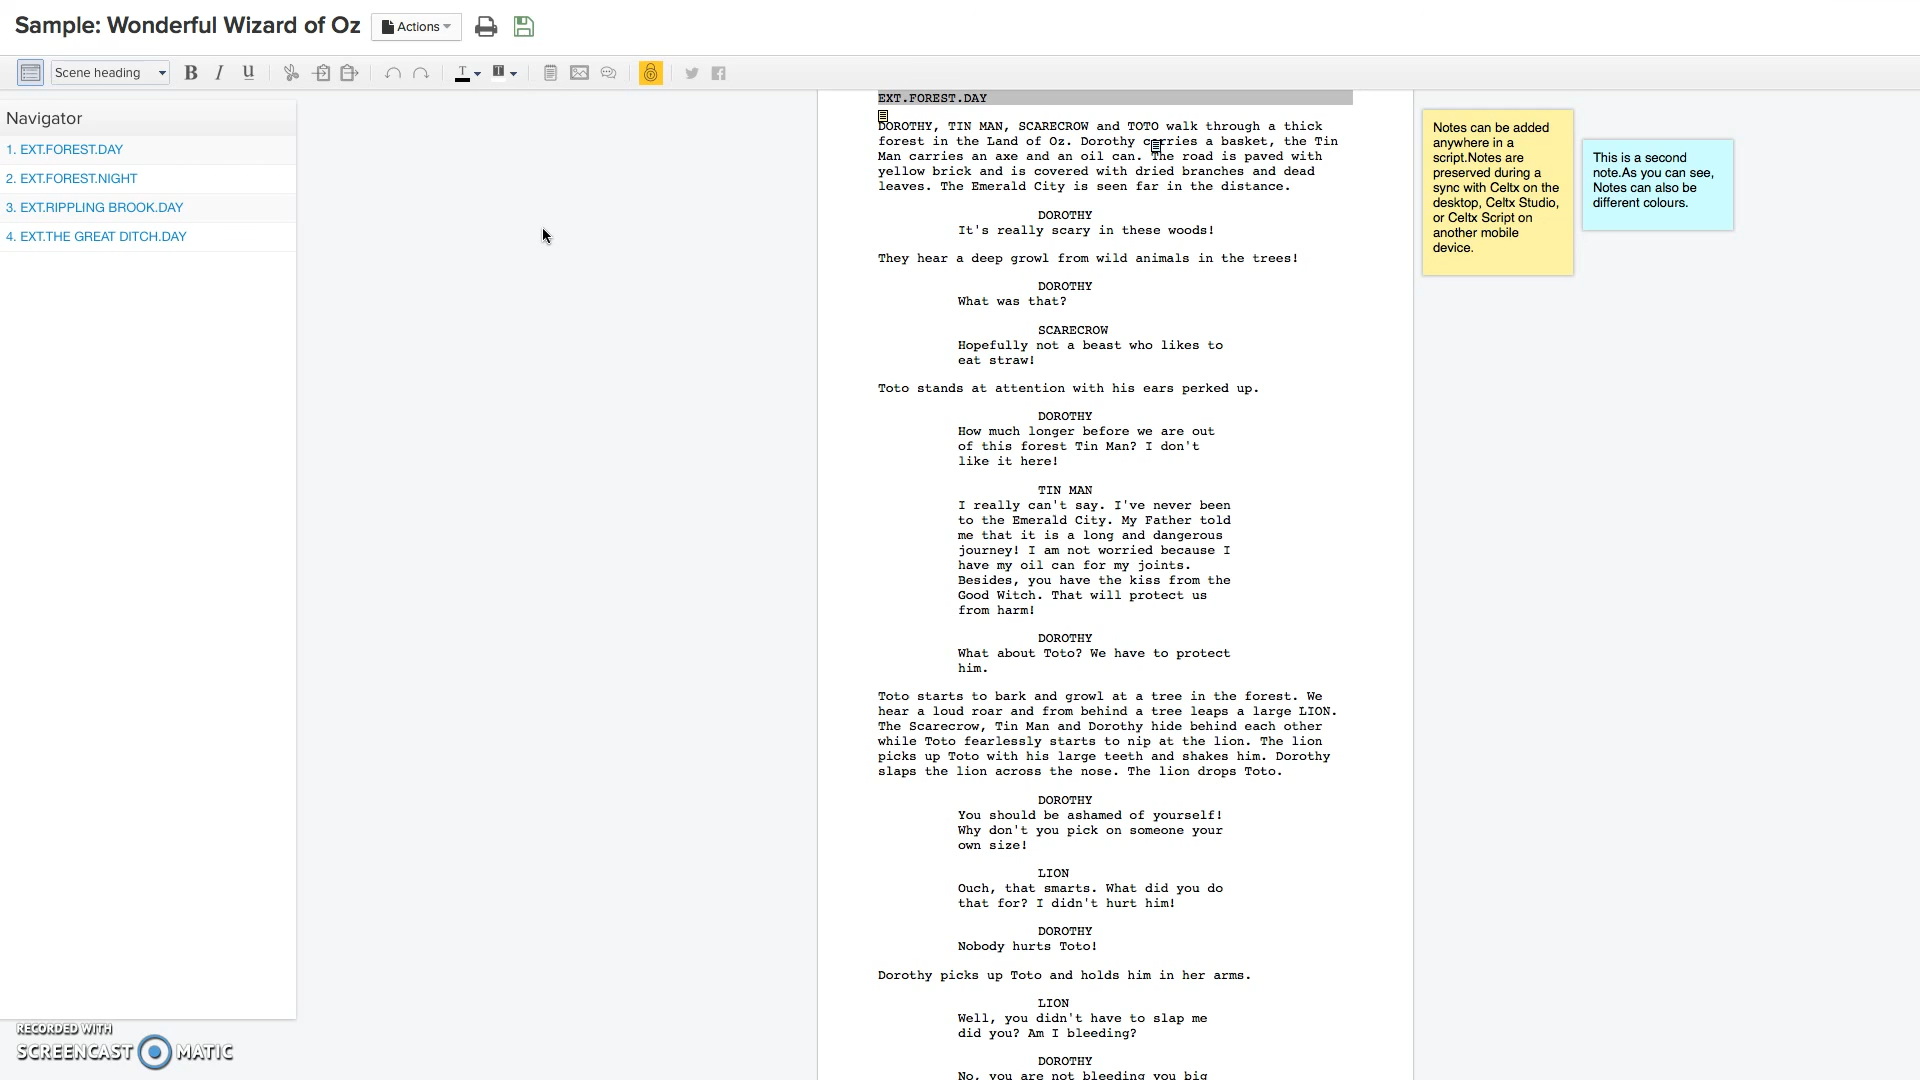 Sample: Wonderful Wizard of Oz
Actions
Scene heading
B I U
T T
Navigator
1. EXT.FOREST.DAY
2. EXT.FOREST.NIGHT
3. EXT.RIPPLING BROOK.DAY
4. EXT.THE GREAT DITCH.DAY
EXT.FOREST.DAY
DOROTHY, TIN MAN, SCARECROW and TOTO walk through a thick
forest in the Land of Oz. Dorothy carries a basket, the Tin
Man carries an axe and an oil can. The road is paved with
yellow brick and is covered with dried branches and dead
leaves. The Emerald City is seen far in the distance.
DOROTHY
It's really scary in these woods!
They hear a deep growl from wild animals in the trees!
DOROTHY
What was that?
SCARECROW
Hopefully not a beast who likes to
eat straw!
Toto stands at attention with his ears perked up.
DOROTHY
How much longer before we are out
of this forest Tin Man? I don't
like it here!
TIN MAN
I really can't say. I've never been
to the Emerald City. My Father told
me that it is a long and dangerous
journey! I am not worried because I
have my oil can for my joints.
Besides, you have the kiss from the
Good Witch. That will protect us
from harm!
DOROTHY
What about Toto? We have to protect
him.
Toto starts to bark and growl at a tree in the forest. We
hear a loud roar and from behind a tree leaps a large LION.
The Scarecrow, Tin Man and Dorothy hide behind each other
while Toto fearlessly starts to nip at the lion. The lion
picks up Toto with his large teeth and shakes him. Dorothy
slaps the lion across the nose. The lion drops Toto.
DOROTHY
You should be ashamed of yourself!
Why don't you pick on someone your
own size!
LION
Ouch, that smarts. What did you do
that for? I didn't hurt him!
DOROTHY
Nobody hurts Toto!
Dorothy picks up Toto and holds him in her arms.
LION
Well, you didn't have to slap me
did you? Am I bleeding?
DOROTHY
No, you are not bleeding you big
Notes can be added
anywhere in a
script.Notes are
preserved during a
sync with Celtx on the
desktop, Celtx Studio,
or Celtx Script on
another mobile
device.
This is a second
note.As you can see,
Notes can also be
different colours.
RECORDED WITH
SCREENCAST MATIC